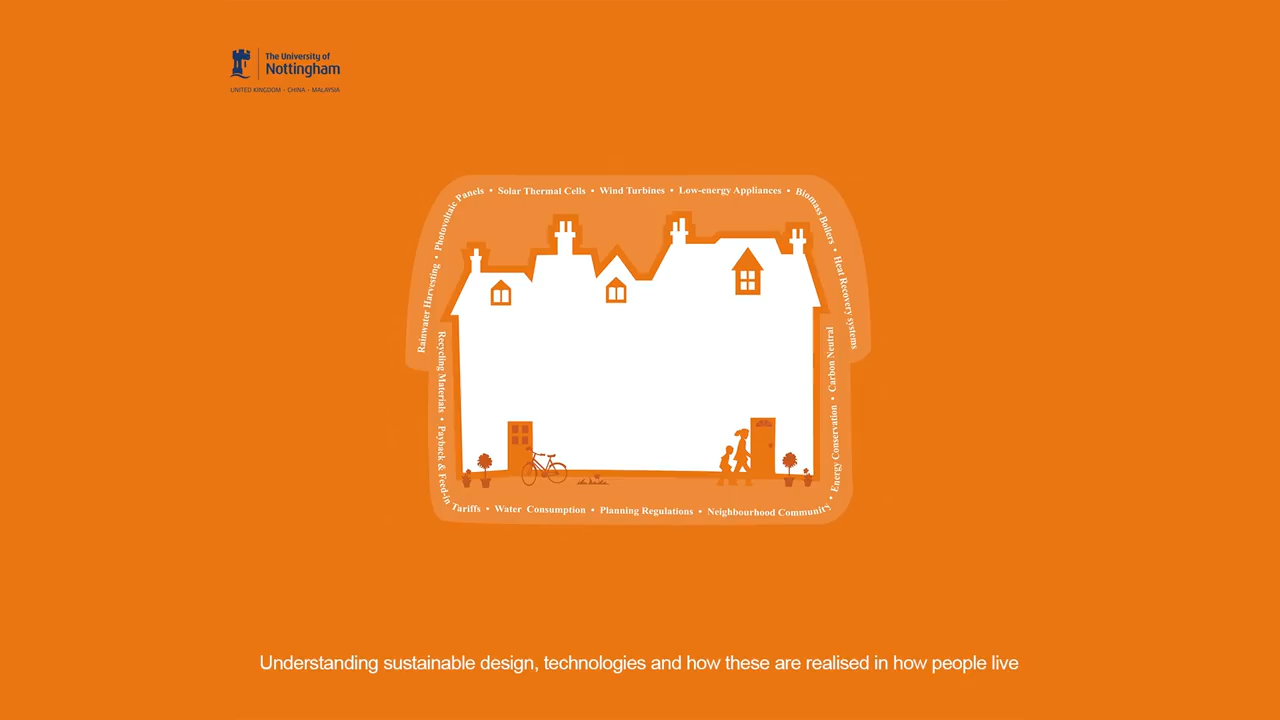 The University of
Nottingham
UNITED KINGDOM · CHINA · MALAYSIA
Rainwater Harvesting • Photovoltaic Panels • Solar Thermal Cells • Wind Turbines • Low-energy Appliances • Biomass Boilers • Heat Recovery systems
Recycling Materials • Payback & Feed-in Tariffs • Water Consumption • Planning Regulations • Neighbourhood Community • Energy Conservation • Carbon Neutral
Understanding sustainable design, technologies and how these are realised in how people live